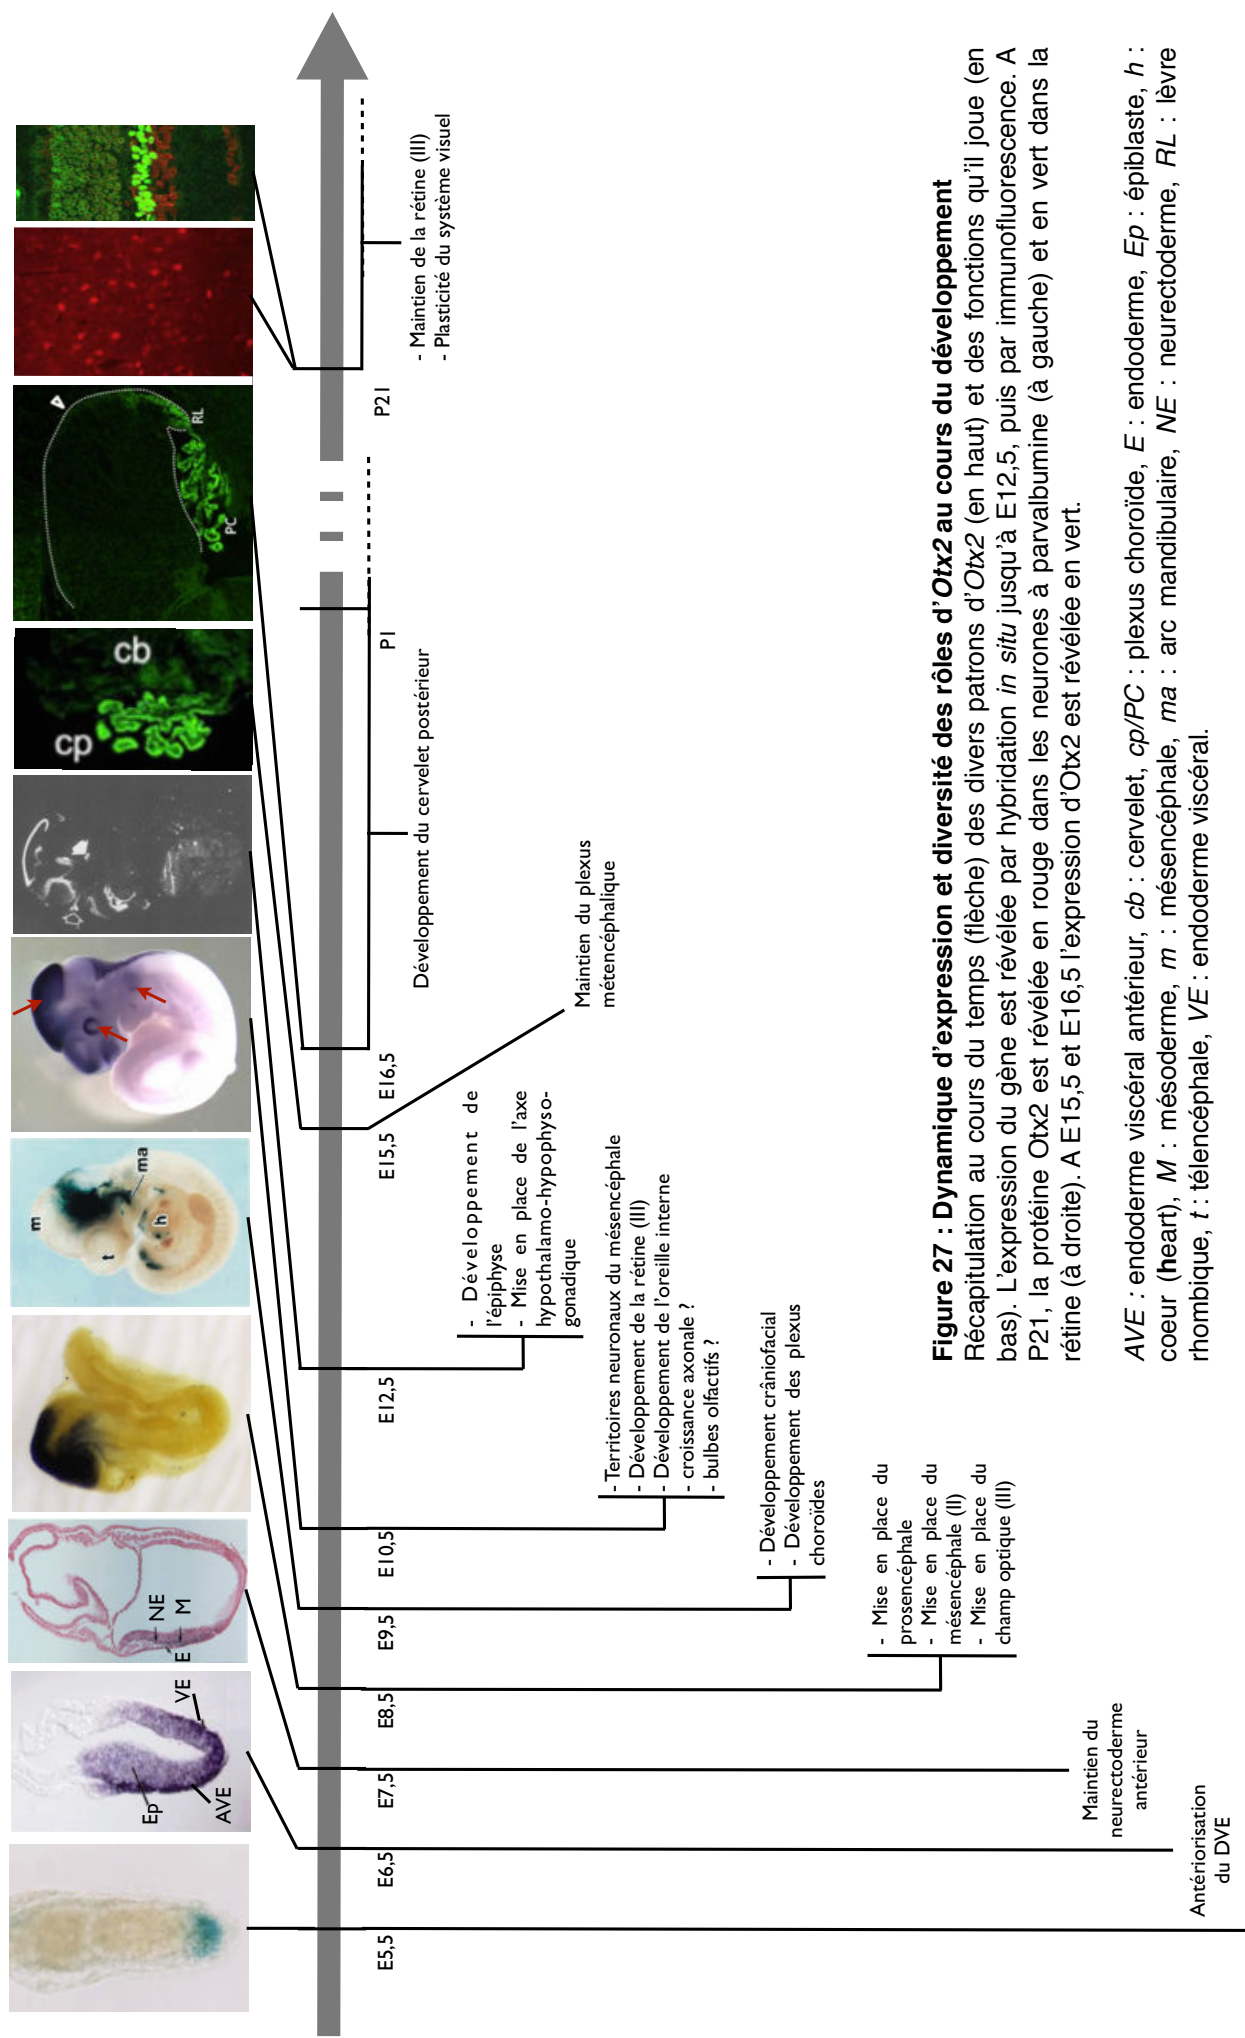 Ep
AVE
VE
E
NE
M
m
t
h
ma
cp
cb
PC
RL
E5,5
E6,5
E7,5
E8,5
E9,5
E10,5
E12,5
E15,5
E16,5
P1
P21
Antériorisation
du DVE
Maintien du
neurectoderme
antérieur
- Mise en place du
prosencéphale
- Mise en place du
mésencéphale (II)
- Mise en place du
champ optique (III)
- Développement crâniofacial
- Développement des plexus
choroïdes
- Territoires neuronaux du mésencéphale
- Développement de la rétine (III)
- Développement de l'oreille interne
- croissance axonale ?
- bulbes olfactifs ?
- Développement de
l'épiphyse
- Mise en place de l'axe
hypothalamo-hypophyso-
gonadique
Maintien du plexus
métencéphalique
Développement du cervelet postérieur
- Maintien de la rétine (III)
- Plasticité du système visuel
Figure 27 : Dynamique d'expression et diversité des rôles d'Otx2 au cours du développement
Récapitulation au cours du temps (flèche) des divers patrons d'Otx2 (en haut) et des fonctions qu'il joue (en
bas). L'expression du gène est révélée par hybridation in situ jusqu'à E12,5, puis par immunofluorescence. A
P21, la protéine Otx2 est révélée en rouge dans les neurones à parvalbumine (à gauche) et en vert dans la
rétine (à droite). A E15,5 et E16,5 l'expression d'Otx2 est révélée en vert.
AVE : endoderme viscéral antérieur, cb : cervelet, cp/PC : plexus choroïde, E : endoderme, Ep : épiblaste, h :
coeur (heart), M : mésoderme, m : mésencéphale, ma : arc mandibulaire, NE : neurectoderme, RL : lèvre
rhombique, t : télencéphale, VE : endoderme viscéral.